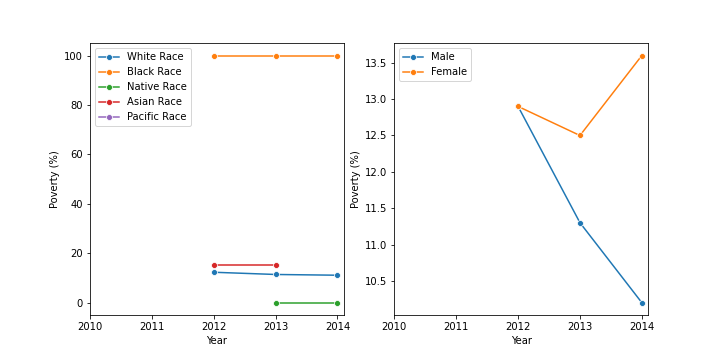 White Race
Black Race
Native Race
Asian Race
Pacific Race
100
80
60
40
20
0
Poverty (%)
2010 2011 2012 2013 2014
Year
Male
Female
13.5
13.0
12.5
12.0
11.5
11.0
10.5
Poverty (%)
2010 2011 2012 2013 2014
Year